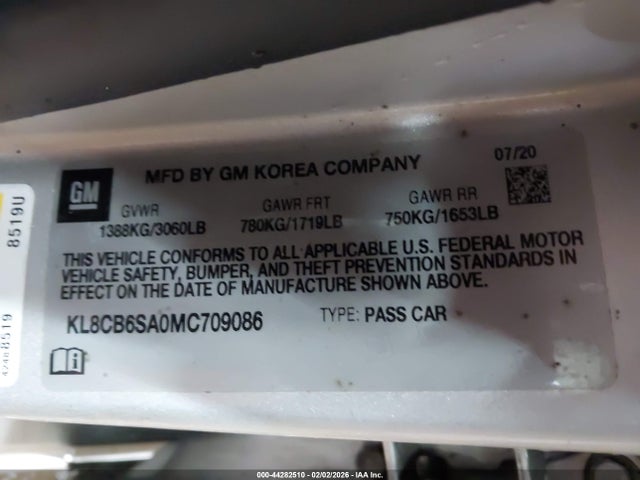 GM
MFD BY GM KOREA COMPANY
07/20
GVWR
GAWR FRT
GAWR RR
1388KG/3060LB
780KG/1719LB
750KG/1653LB
THIS VEHICLE CONFORMS TO ALL APPLICABLE U.S. FEDERAL MOTOR
VEHICLE SAFETY, BUMPER, AND THEFT PREVENTION STANDARDS IN
EFFECT ON THE DATE OF MANUFACTURE SHOWN ABOVE.
KL8CB6SA0MC709086
TYPE: PASS CAR
8519U
42488519
000-44282510 - 02/02/2026 - IAA Inc.